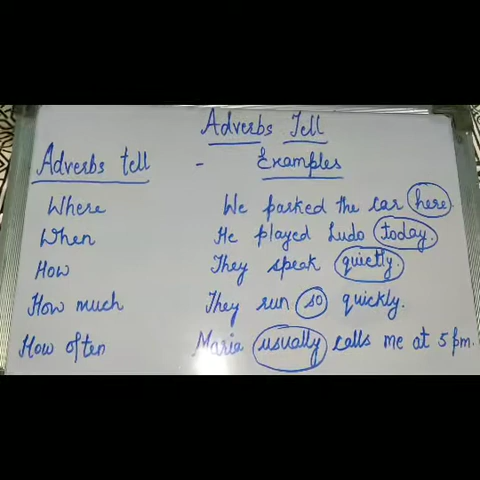 Adverbs Tell
Adverbs tell - Examples
Where We parked the car here.
When He played Ludo today.
How They speak quietly.
How much They run so quickly.
How often Maria usually calls me at 5 pm.